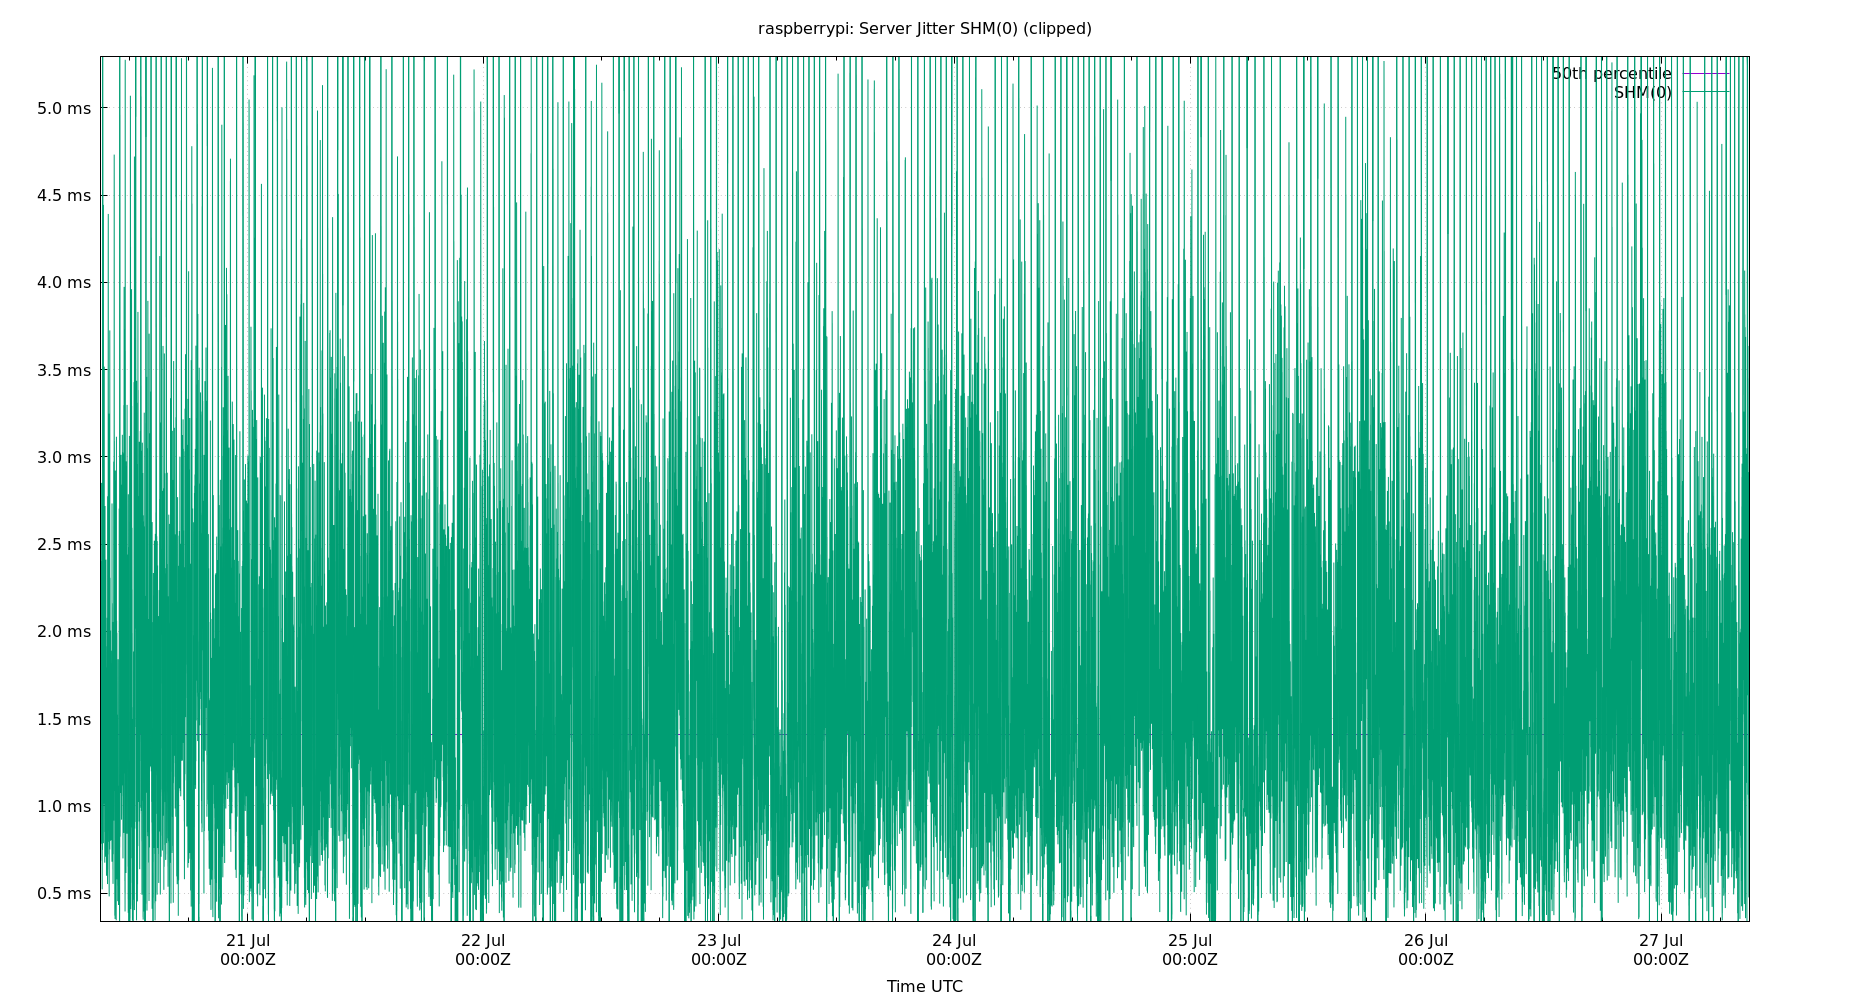 raspberrypi: Server Jitter SHM(0) (clipped)
50th percentile
SHM(0)
5.0 ms
4.5 ms
4.0 ms
3.5 ms
3.0 ms
2.5 ms
2.0 ms
1.5 ms
1.0 ms
0.5 ms
21 Jul 22 Jul 23 Jul 24 Jul 25 Jul 26 Jul 27 Jul
00:00Z 00:00Z 00:00Z 00:00Z 00:00Z 00:00Z 00:00Z
Time UTC